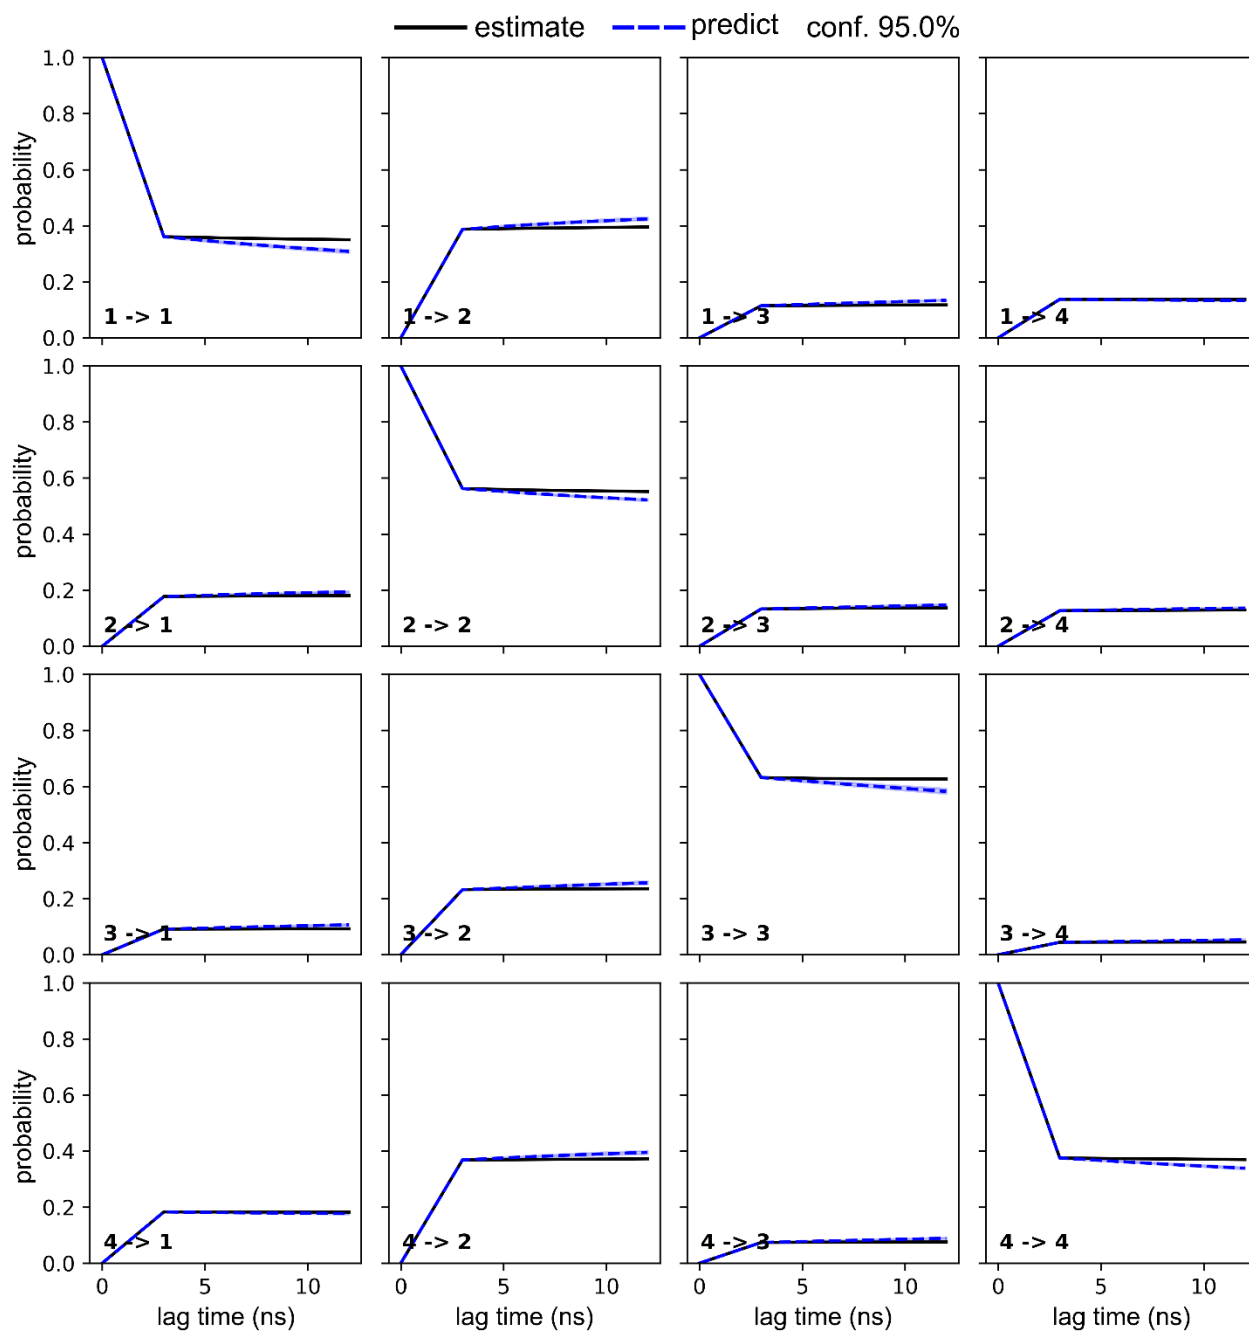 estimate predict conf. 95.0%
1.0
0.8
0.6
0.4
0.2
0.0
probability
1 -> 1
1 -> 2
1 -> 3
1 -> 4
1.0
0.8
0.6
0.4
0.2
0.0
probability
2 -> 1
2 -> 2
2 -> 3
2 -> 4
1.0
0.8
0.6
0.4
0.2
0.0
probability
3 -> 1
3 -> 2
3 -> 3
3 -> 4
1.0
0.8
0.6
0.4
0.2
0.0
probability
4 -> 1
4 -> 2
4 -> 3
4 -> 4
0 5 10
0 5 10
0 5 10
0 5 10
lag time (ns)
lag time (ns)
lag time (ns)
lag time (ns)